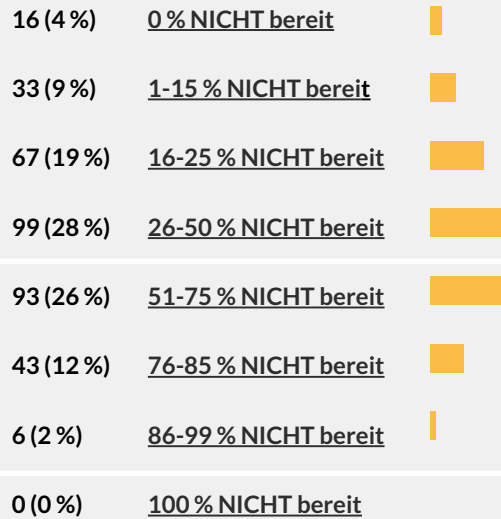 16 (4 %) 0 % NICHT bereit
33 (9 %) 1-15 % NICHT bereit
67 (19 %) 16-25 % NICHT bereit
99 (28 %) 26-50 % NICHT bereit
93 (26 %) 51-75 % NICHT bereit
43 (12 %) 76-85 % NICHT bereit
6 (2 %) 86-99 % NICHT bereit
0 (0 %) 100 % NICHT bereit